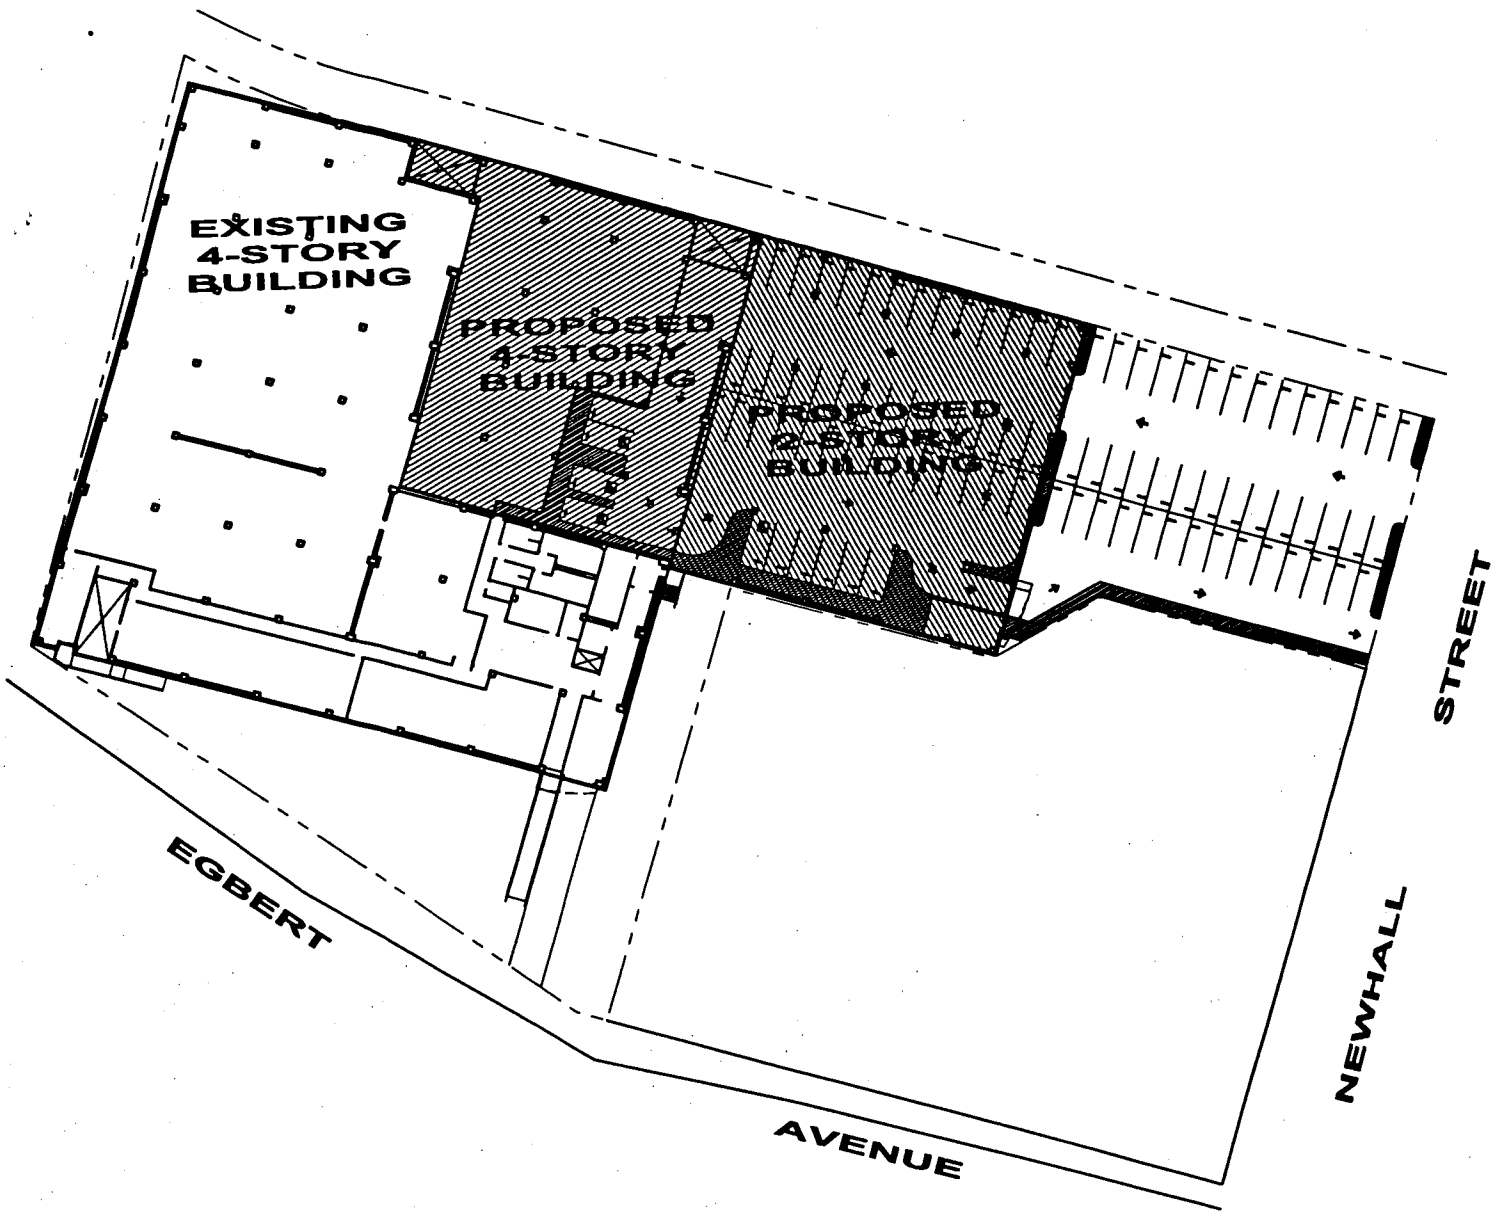 EXISTING
4-STORY
BUILDING
PROPOSED
4-STORY
BUILDING
PROPOSED
2-STORY
BUILDING
EGBERT
AVENUE
NEWHALL
STREET